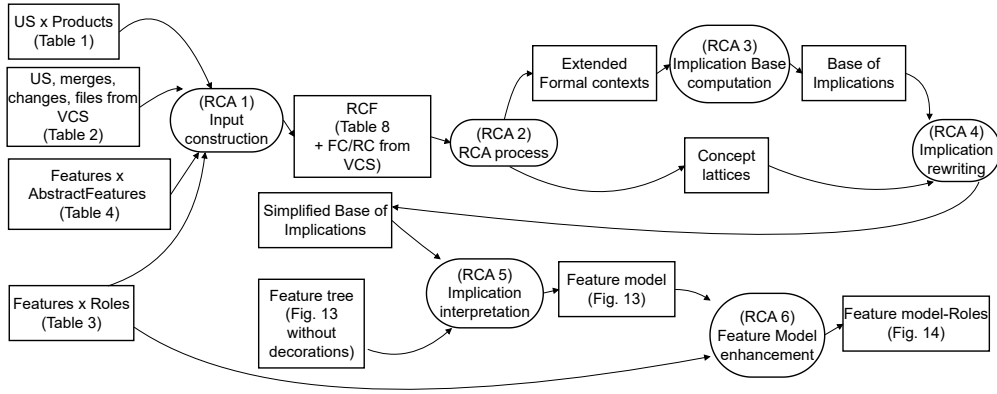 US x Products
(Table 1)
US, merges,
changes, files from
VCS
(Table 2)
Features x
AbstractFeatures
(Table 4)
Features x Roles
(Table 3)
(RCA 1)
Input
construction
RCF
(Table 8
+ FC/RC from
VCS)
(RCA 2)
RCA process
Extended
Formal contexts
(RCA 3)
Implication Base
computation
Base of
Implications
Concept
lattices
(RCA 4)
Implication
rewriting
Simplified Base of
Implications
Feature tree
(Fig. 13
without
decorations)
(RCA 5)
Implication
interpretation
Feature model
(Fig. 13)
(RCA 6)
Feature Model
enhancement
Feature model-Roles
(Fig. 14)